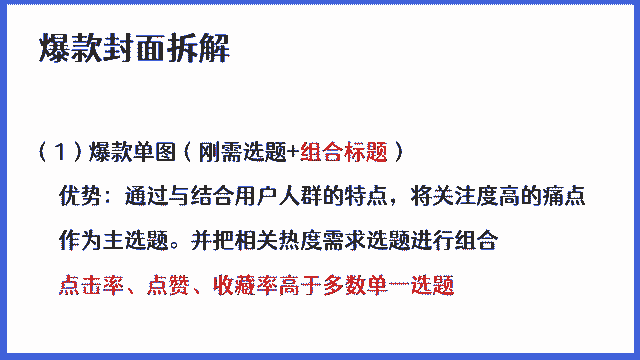 爆款封面拆解
（1）爆款单图（刚需选题+组合标题）
优势：通过与结合用户人群的特点，将关注度高的痛点
作为主选题。并把相关热度需求选题进行组合
点击率、点赞、收藏率高于多数单一选题